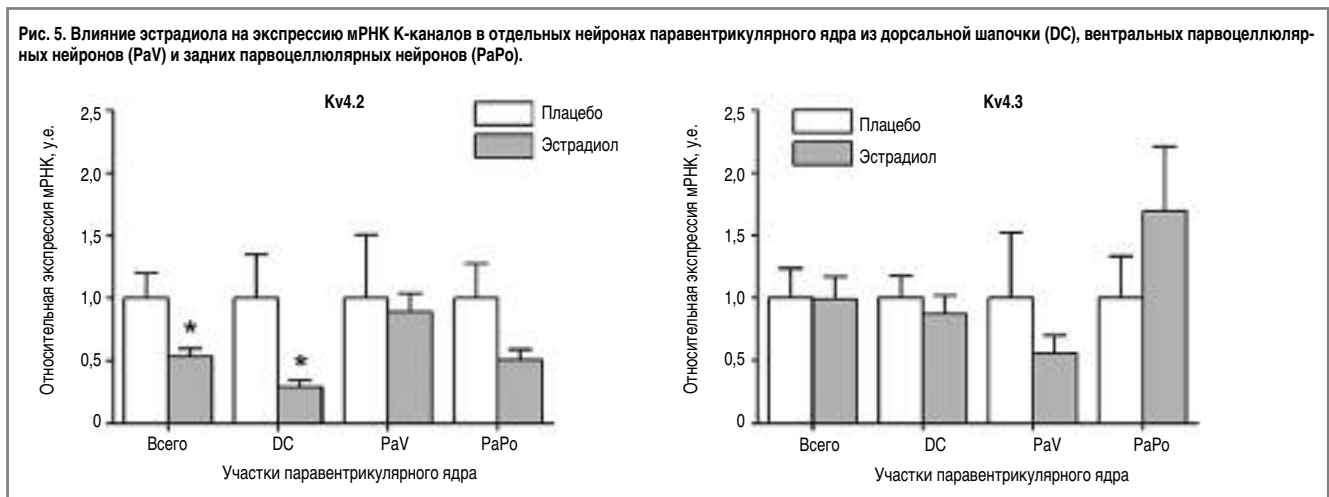 Рис. 5. Влияние эстрадиола на экспрессию мРНК К-каналов в отдельных нейронах паравентрикулярного ядра из дорсальной шапочки (DC), вентральных парвоцеллюляр-
ных нейронов (PaV) и задних парвоцеллюлярных нейронов (PaPo).
Kv4.2
Относительная экспрессия мРНК, у.е.
2,5
2,0
1,5
1,0
0,5
0
Плацебо
Эстрадиол
*
*
Всего DC PaV PaPo
Участки паравентрикулярного ядра
Kv4.3
Относительная экспрессия мРНК, у.е.
2,5
2,0
1,5
1,0
0,5
0
Плацебо
Эстрадиол
Всего DC PaV PaPo
Участки паравентрикулярного ядра